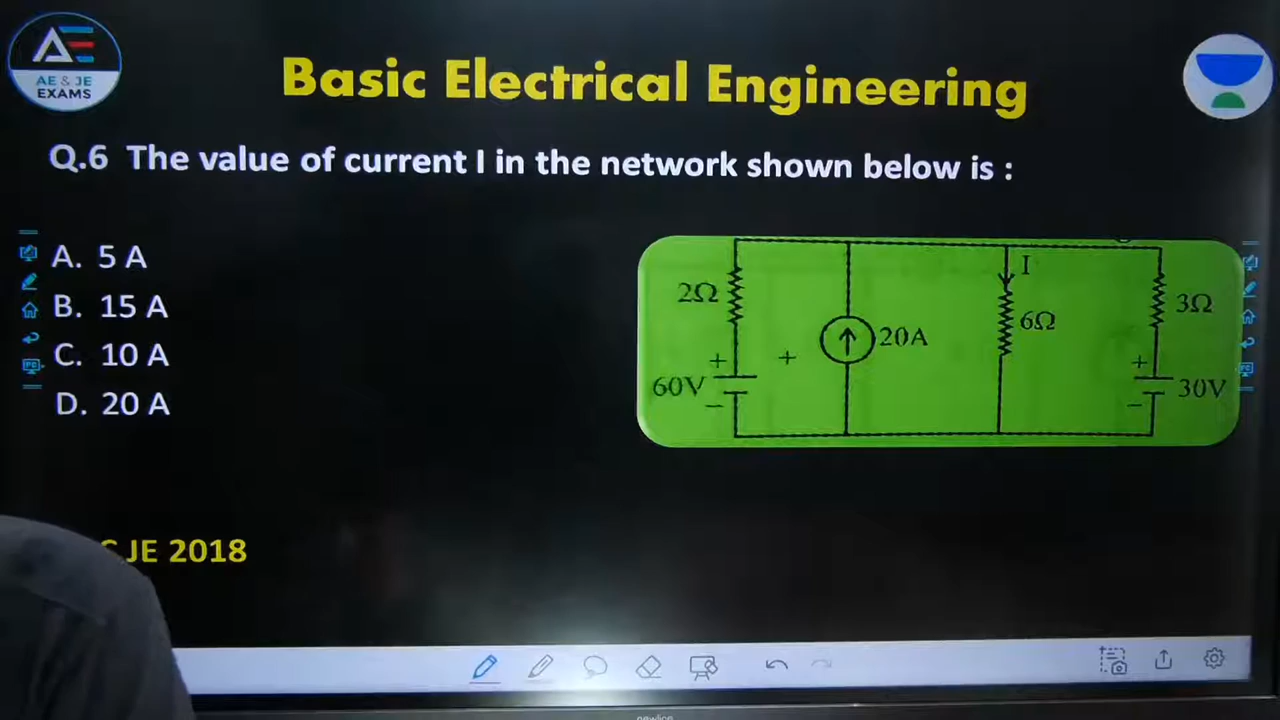 AE & JE
EXAMS
Basic Electrical Engineering
Q.6 The value of current I in the network shown below is :
A. 5 A
B. 15 A
C. 10 A
D. 20 A
2Ω
+
60V
−
+
20A
I
6Ω
3Ω
+
30V
−
JE 2018
newline